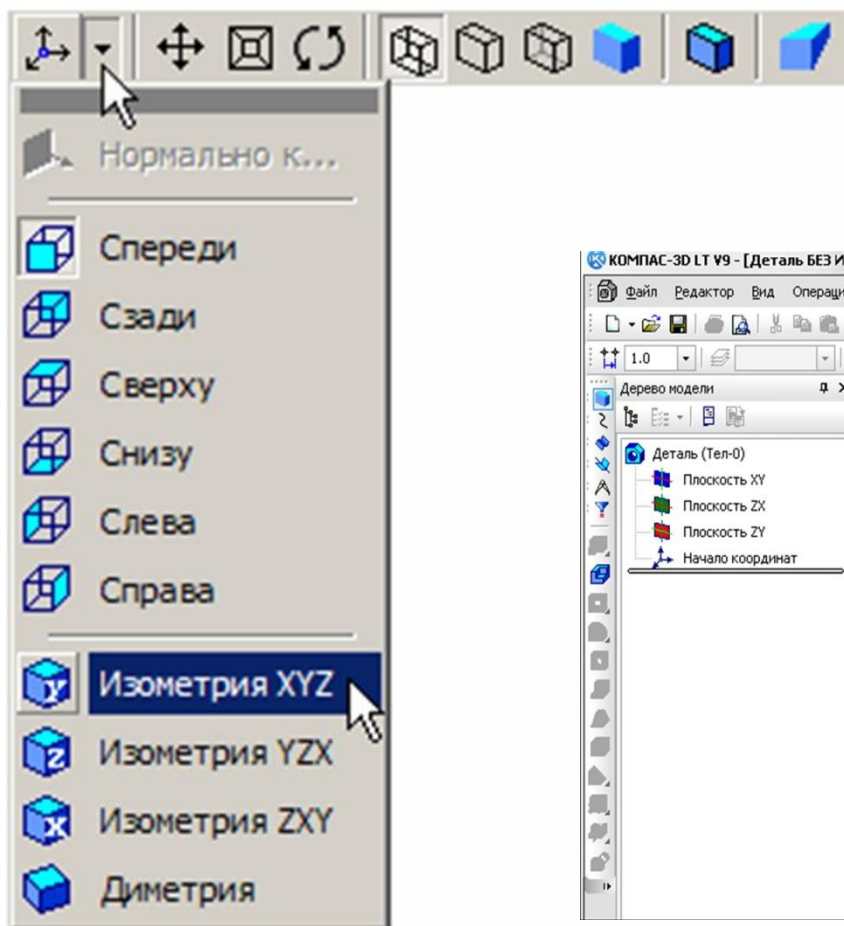 Нормально к...
Спереди
Сзади
Сверху
Снизу
Слева
Справа
Изометрия XYZ
Изометрия YZX
Изометрия ZXY
Диметрия
КОМПАС-3D LT V9 - [Деталь БЕЗ И
Файл Редактор Вид Операци
1.0
Дерево модели
Деталь (Тел-0)
Плоскость XY
Плоскость ZX
Плоскость ZY
Начало координат